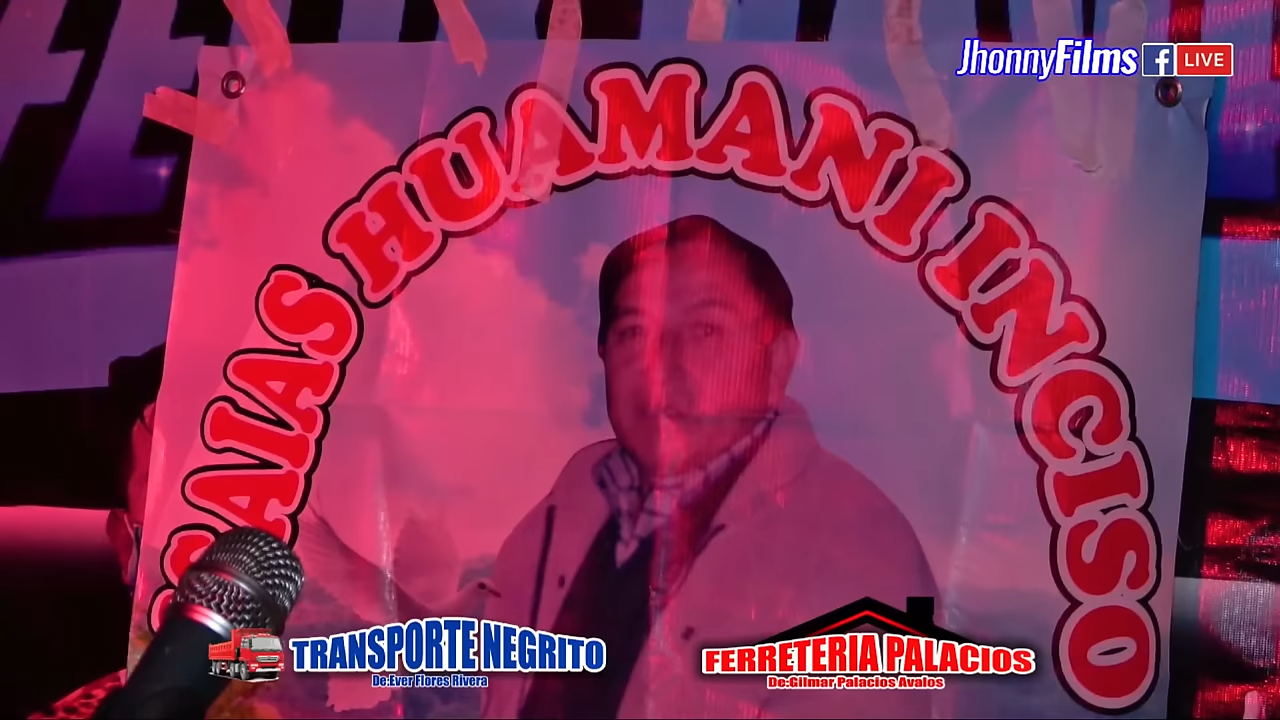 JhonnyFilms f LIVE
HUAMANI INCISO
TRANSPORTE NEGRITO
De:Ever Flores Rivera
FERRETERIA PALACIOS
De:Gilmar Palacios Avalos